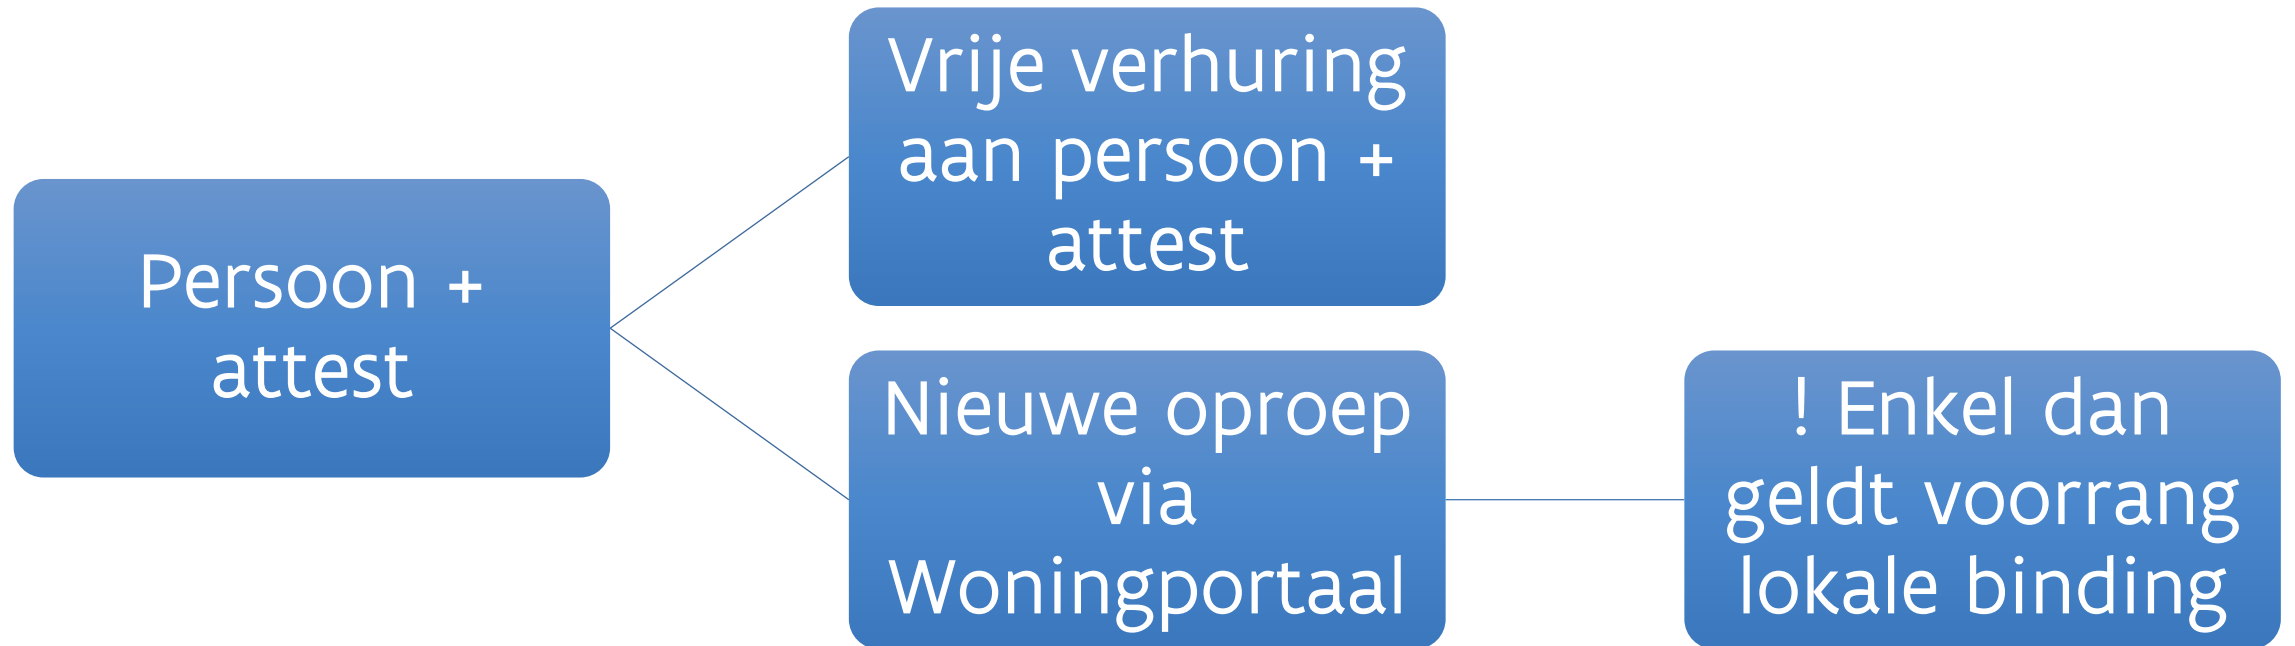 Persoon +
attest
Vrije verhuring
aan persoon +
attest
Nieuwe oproep
via
Woningportaal
! Enkel dan
geldt voorrang
lokale binding